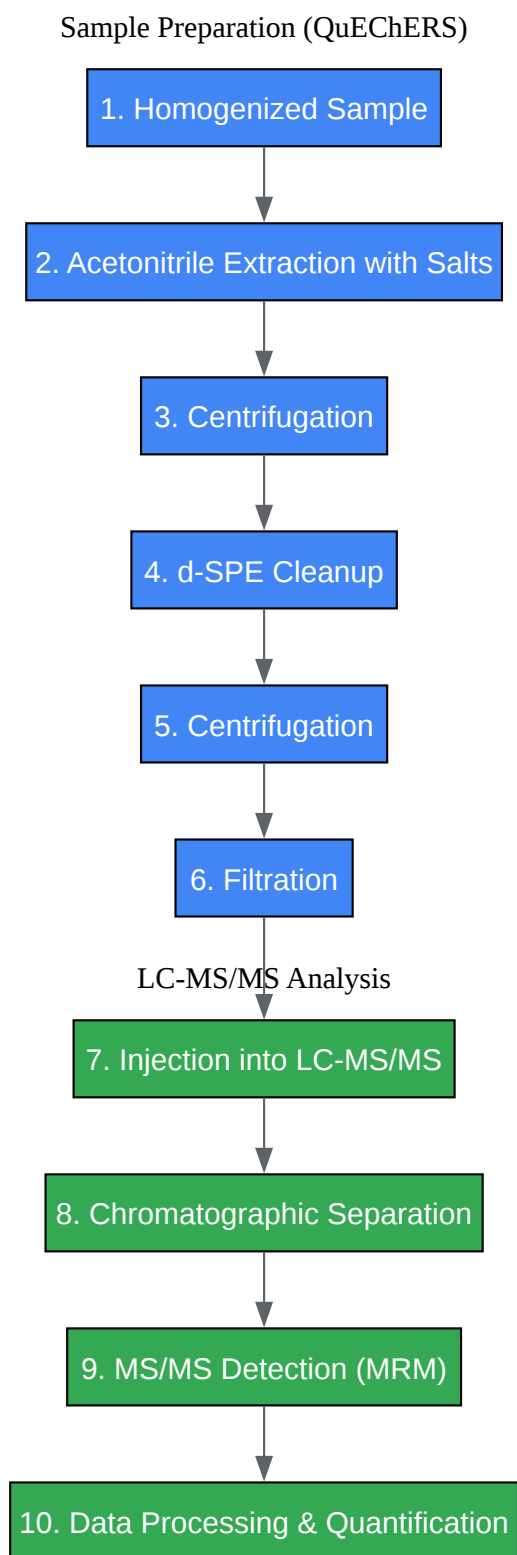 Sample Preparation (QuEChERS)
1. Homogenized Sample
2. Acetonitrile Extraction with Salts
3. Centrifugation
4. d-SPE Cleanup
5. Centrifugation
6. Filtration
LC-MS/MS Analysis
7. Injection into LC-MS/MS
8. Chromatographic Separation
9. MS/MS Detection (MRM)
10. Data Processing & Quantification